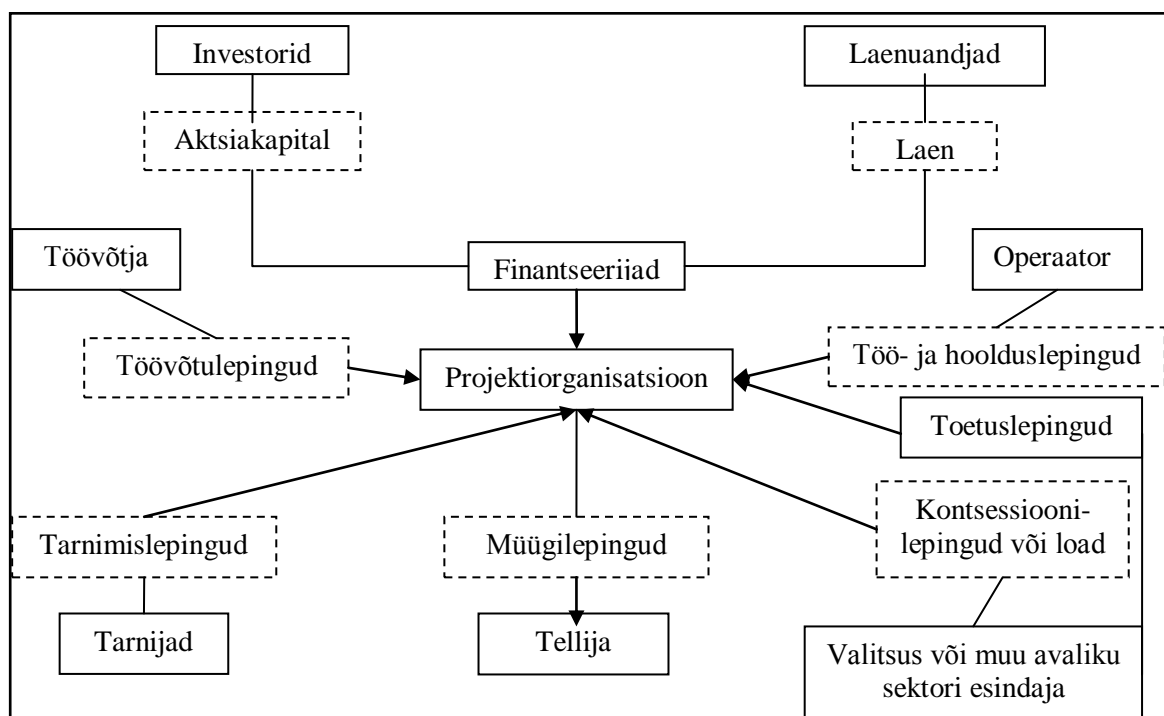 Investorid
Laenuandjad
Aktsiakapital
Laen
Töövõtja
Finantseerijad
Operaator
Töövõtulepingud
Projektiorganisatsioon
Töö- ja hoolduslepingud
Toetuslepingud
Tarnimislepingud
Müügilepingud
Kontsessiooni-
lepingud või load
Tarnijad
Tellija
Valitsus või muu avaliku
sektori esindaja